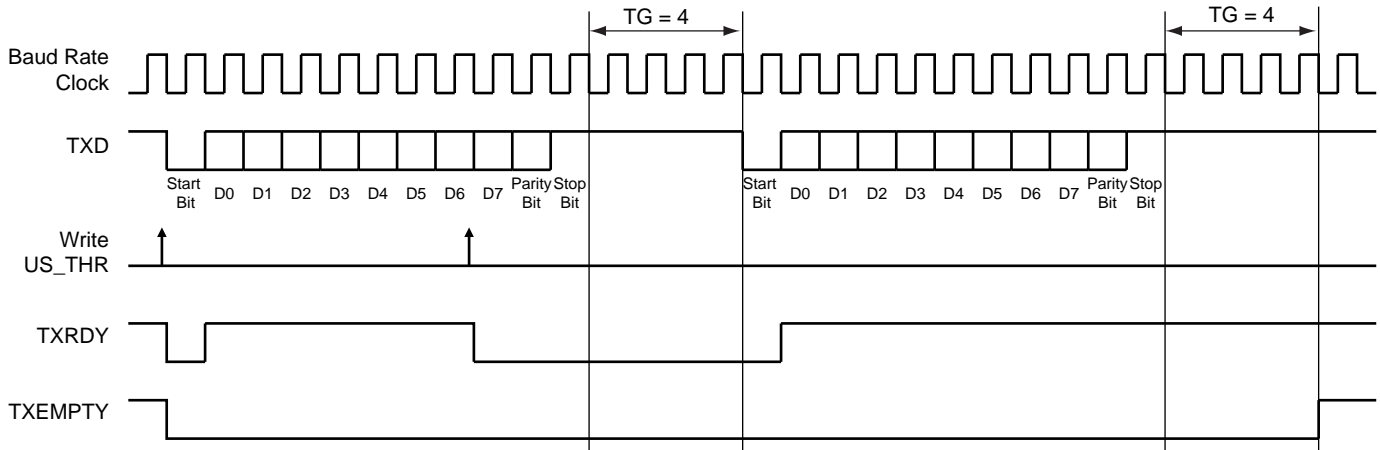 TG = 4
TG = 4
Baud Rate
Clock
TXD
Start
Bit
D0
D1
D2
D3
D4
D5
D6
D7
Parity
Bit
Stop
Bit
Start
Bit
D0
D1
D2
D3
D4
D5
D6
D7
Parity
Bit
Stop
Bit
Write
US_THR
TXRDY
TXEMPTY